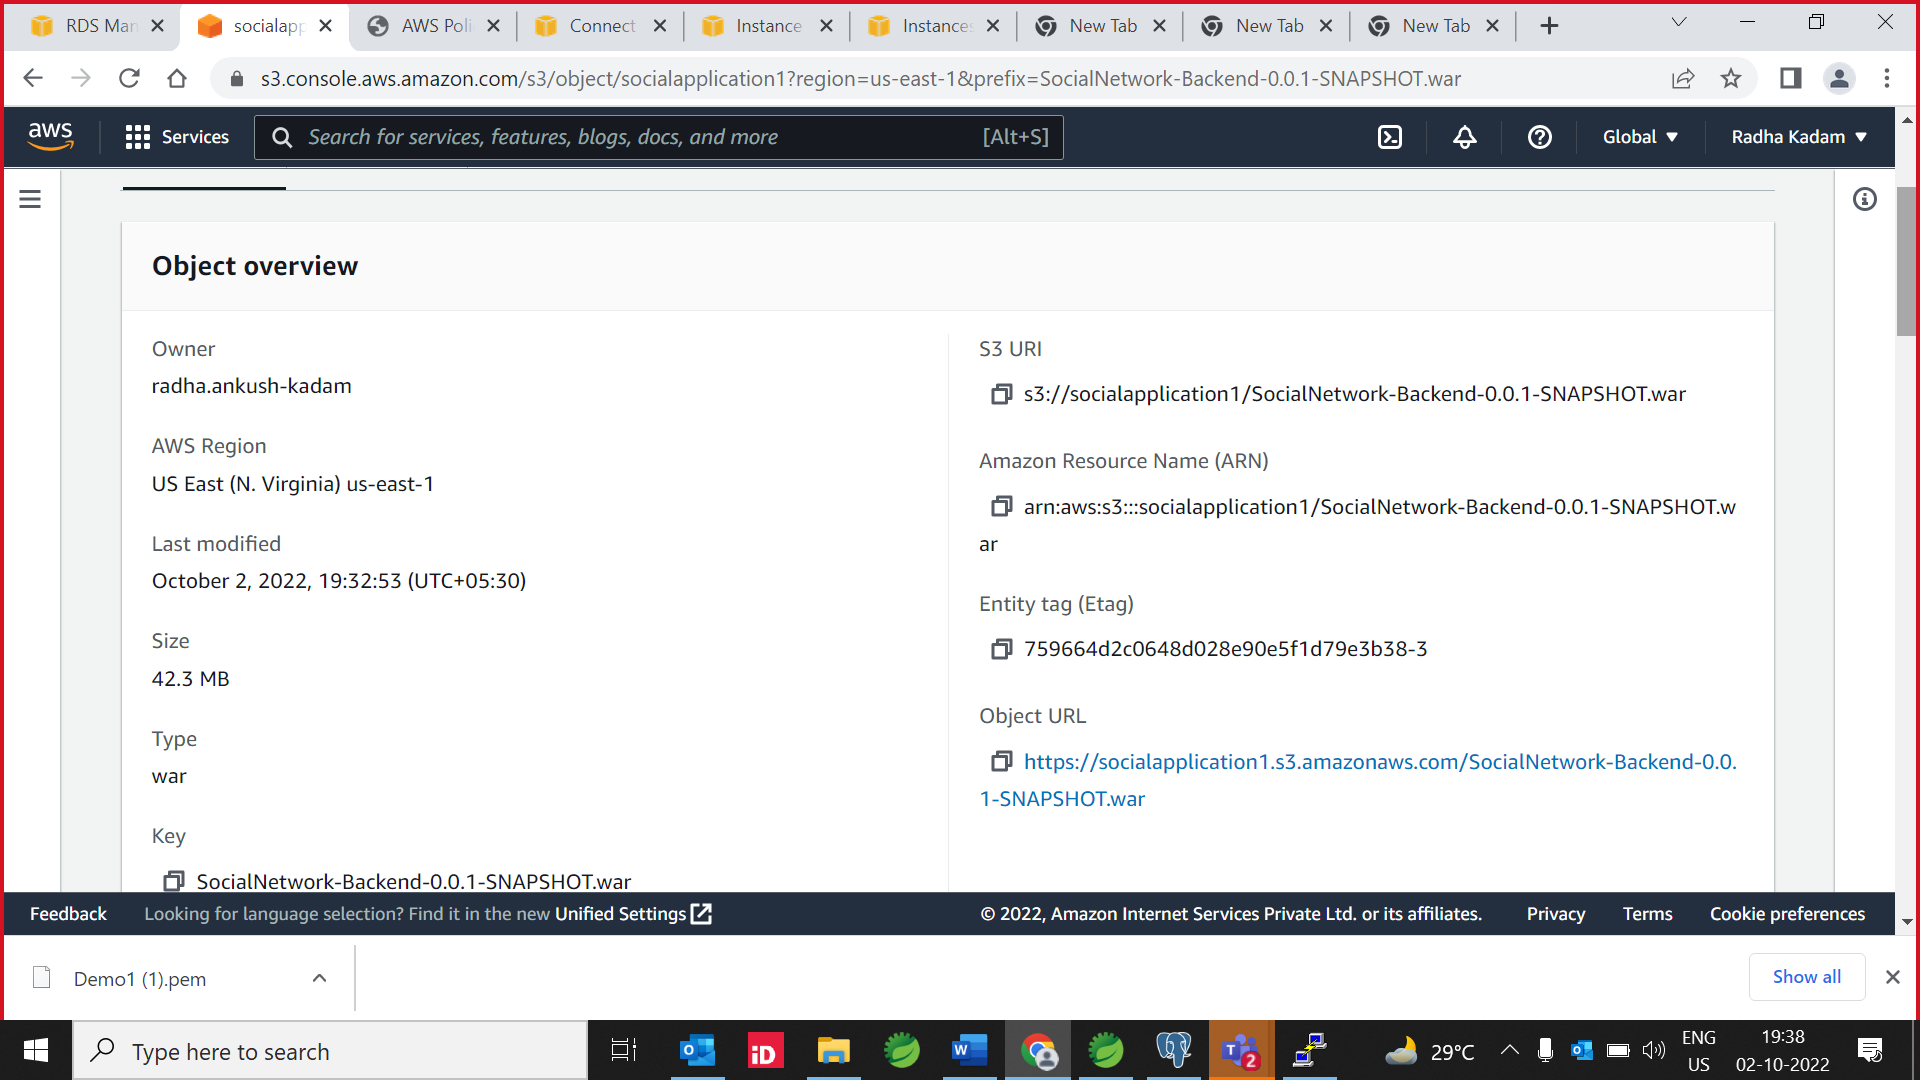 RDS Man
socialapp
AWS Poli
Connect
Instance
Instances
New Tab
New Tab
New Tab
s3.console.aws.amazon.com/s3/object/socialapplication1?region=us-east-1&prefix=SocialNetwork-Backend-0.0.1-SNAPSHOT.war
aws
Services
Search for services, features, blogs, docs, and more
[Alt+S]
Global
Radha Kadam
Object overview
Owner
radha.ankush-kadam
AWS Region
US East (N. Virginia) us-east-1
Last modified
October 2, 2022, 19:32:53 (UTC+05:30)
Size
42.3 MB
Type
war
Key
SocialNetwork-Backend-0.0.1-SNAPSHOT.war
S3 URI
s3://socialapplication1/SocialNetwork-Backend-0.0.1-SNAPSHOT.war
Amazon Resource Name (ARN)
arn:aws:s3:::socialapplication1/SocialNetwork-Backend-0.0.1-SNAPSHOT.w
ar
Entity tag (Etag)
759664d2c0648d028e90e5f1d79e3b38-3
Object URL
https://socialapplication1.s3.amazonaws.com/SocialNetwork-Backend-0.0.
1-SNAPSHOT.war
Feedback
Looking for language selection? Find it in the new Unified Settings
© 2022, Amazon Internet Services Private Ltd. or its affiliates.
Privacy
Terms
Cookie preferences
Demo1 (1).pem
Show all
Type here to search
iD
2
29°C
ENG
US
19:38
02-10-2022